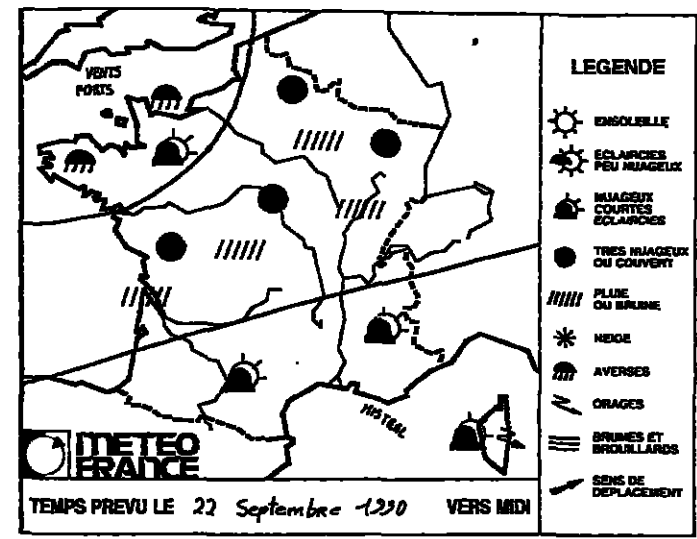 VENTS
FORTS
MISTRAL
METEO
FRANCE
TEMPS PREVU LE 22 Septembre 1990 VERS MIDI
LEGENDE
ENSOLEILLE
ECLAIRCIES
PEU NUAGEUX
NUAGEUX
COURTES
ECLAIRCIES
TRES NUAGEUX
OU COUVERT
PLUIE
OU BRUINE
NEIGE
AVERSES
ORAGES
BRUMES ET
BROUILLARDS
SENS DE
DEPLACEMENT